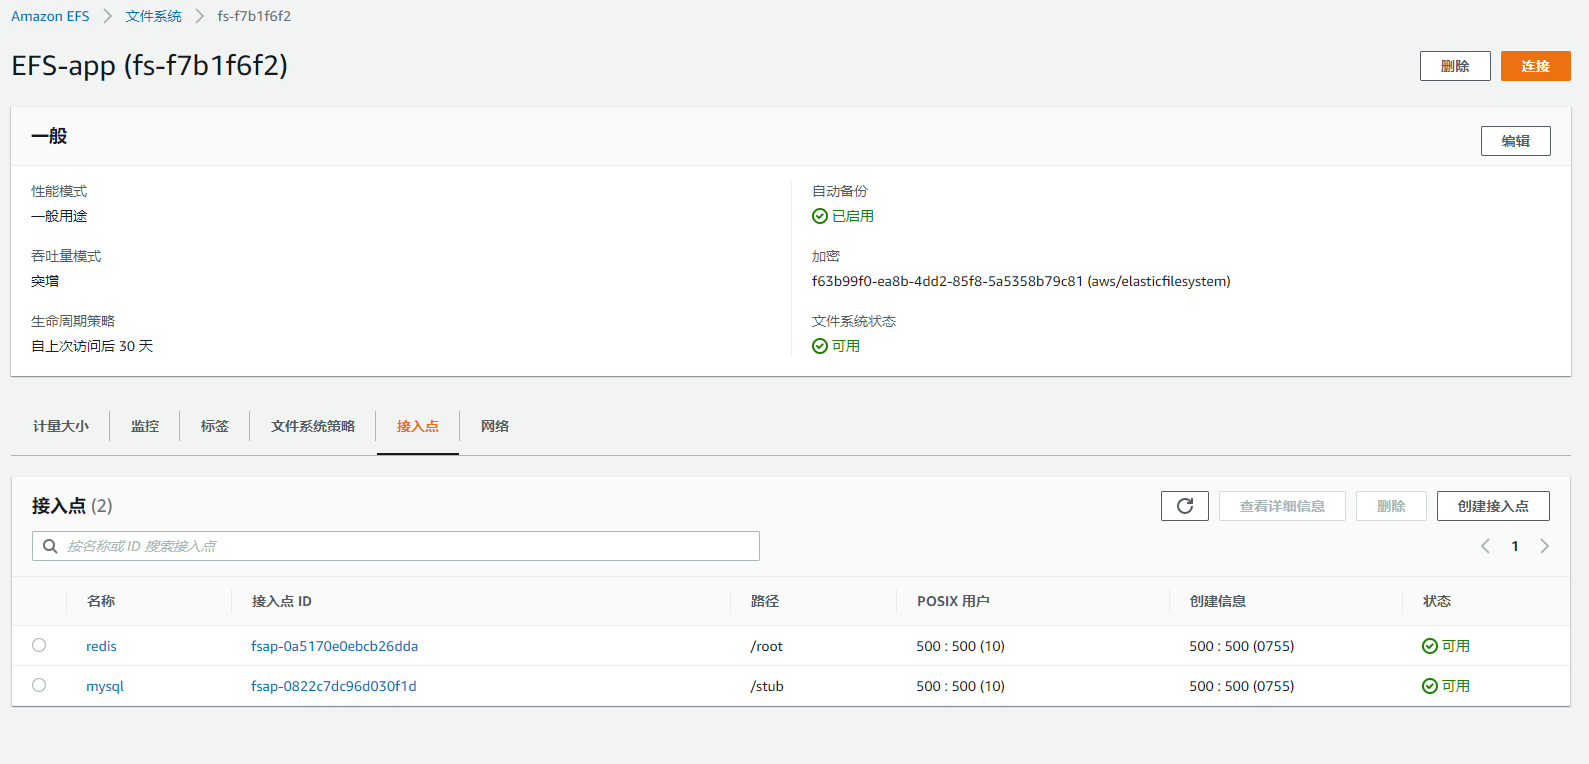 Amazon EFS
文件系统
fs-f7b1f6f2
EFS-app (fs-f7b1f6f2)
删除
连接
一般
编辑
性能模式
一般用途
吞吐量模式
突增
生命周期策略
自上次访问后 30 天
自动备份
已启用
加密
f63b99f0-ea8b-4dd2-85f8-5a5358b79c81 (aws/elasticfilesystem)
文件系统状态
可用
计量大小
监控
标签
文件系统策略
接入点
网络
接入点 (2)
查看详细信息
删除
创建接入点
按名称或 ID 搜索接入点
1
名称 接入点 ID 路径 POSIX 用户 创建信息 状态
redis fsap-0a5170e0ebcb26dda /root 500 : 500 (10) 500 : 500 (0755) 可用
mysql fsap-0822c7dc96d030f1d /stub 500 : 500 (10) 500 : 500 (0755) 可用